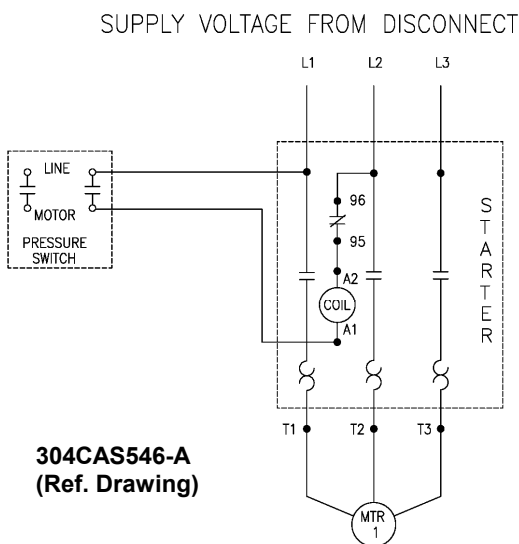 SUPPLY VOLTAGE FROM DISCONNECT
L1 L2 L3
LINE
MOTOR
PRESSURE
SWITCH
96
95
A2
COIL
A1
STARTER
T1 T2 T3
304CAS546-A
(Ref. Drawing)
MTR
1